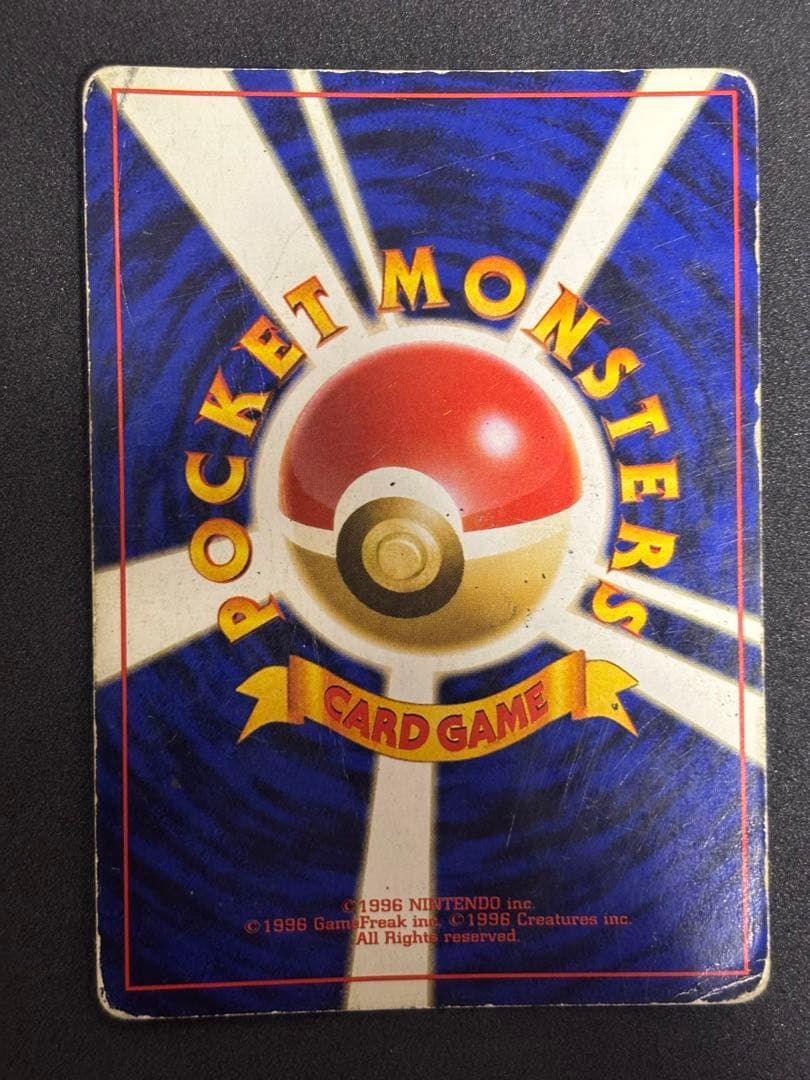 POCKET MONSTERS
CARD GAME
©1996 NINTENDO inc.
©1996 GameFreak inc. ©1996 Creatures inc.
All Rights reserved.